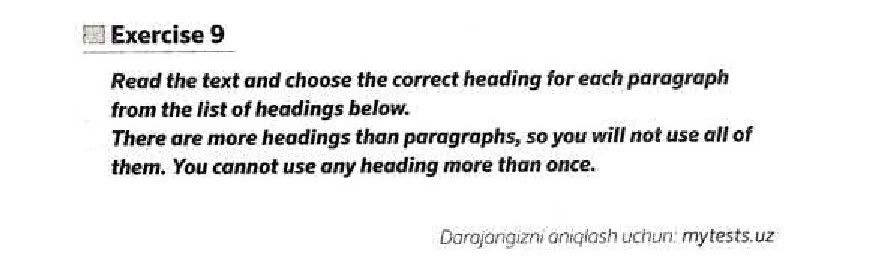 Exercise 9
Read the text and choose the correct heading for each paragraph
from the list of headings below.
There are more headings than paragraphs, so you will not use all of
them. You cannot use any heading more than once.
Darajangizni aniqlash uchun: mytests.uz